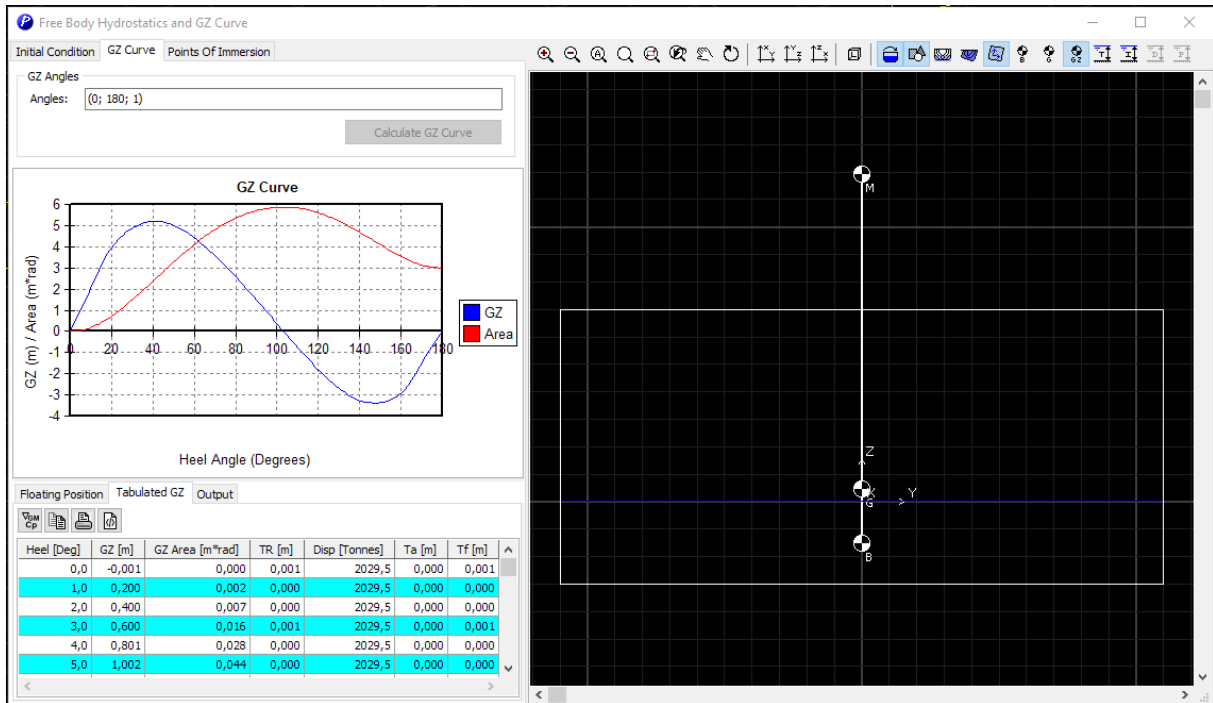 Free Body Hydrostatics and GZ Curve
Initial Condition GZ Curve Points Of Immersion
GZ Angles
Angles: (0; 180; 1)
Calculate GZ Curve
GZ Curve
GZ (m) / Area (m*rad)
6
5
4
3
2
1
0
-1
-2
-3
-4
0 20 40 60 80 100 120 140 160 180
GZ
Area
Heel Angle (Degrees)
Floating Position Tabulated GZ Output
∇GM
Cp
Heel [Deg] GZ [m] GZ Area [m*rad] TR [m] Disp [Tonnes] Ta [m] Tf [m]
0,0 -0,001 0,000 0,001 2029,5 0,000 0,001
1,0 0,200 0,002 0,000 2029,5 0,000 0,000
2,0 0,400 0,007 0,000 2029,5 0,000 0,000
3,0 0,600 0,016 0,001 2029,5 0,000 0,001
4,0 0,801 0,028 0,000 2029,5 0,000 0,000
5,0 1,002 0,044 0,000 2029,5 0,000 0,000
M
Z
X Y
G
B